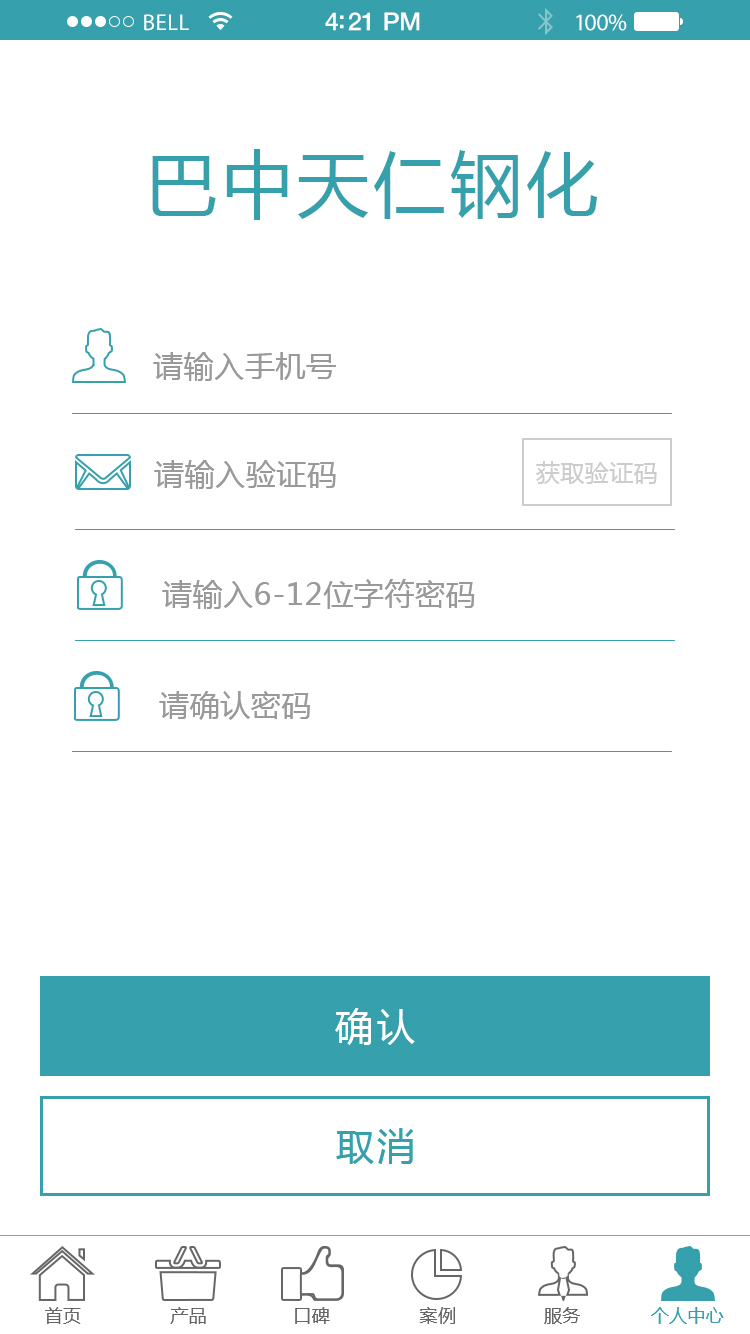 BELL 4:21 PM 100%
巴中天仁钢化
请输入手机号
请输入验证码 获取验证码
请输入6-12位字符密码
请确认密码
确认
取消
首页 产品 口碑 案例 服务 个人中心